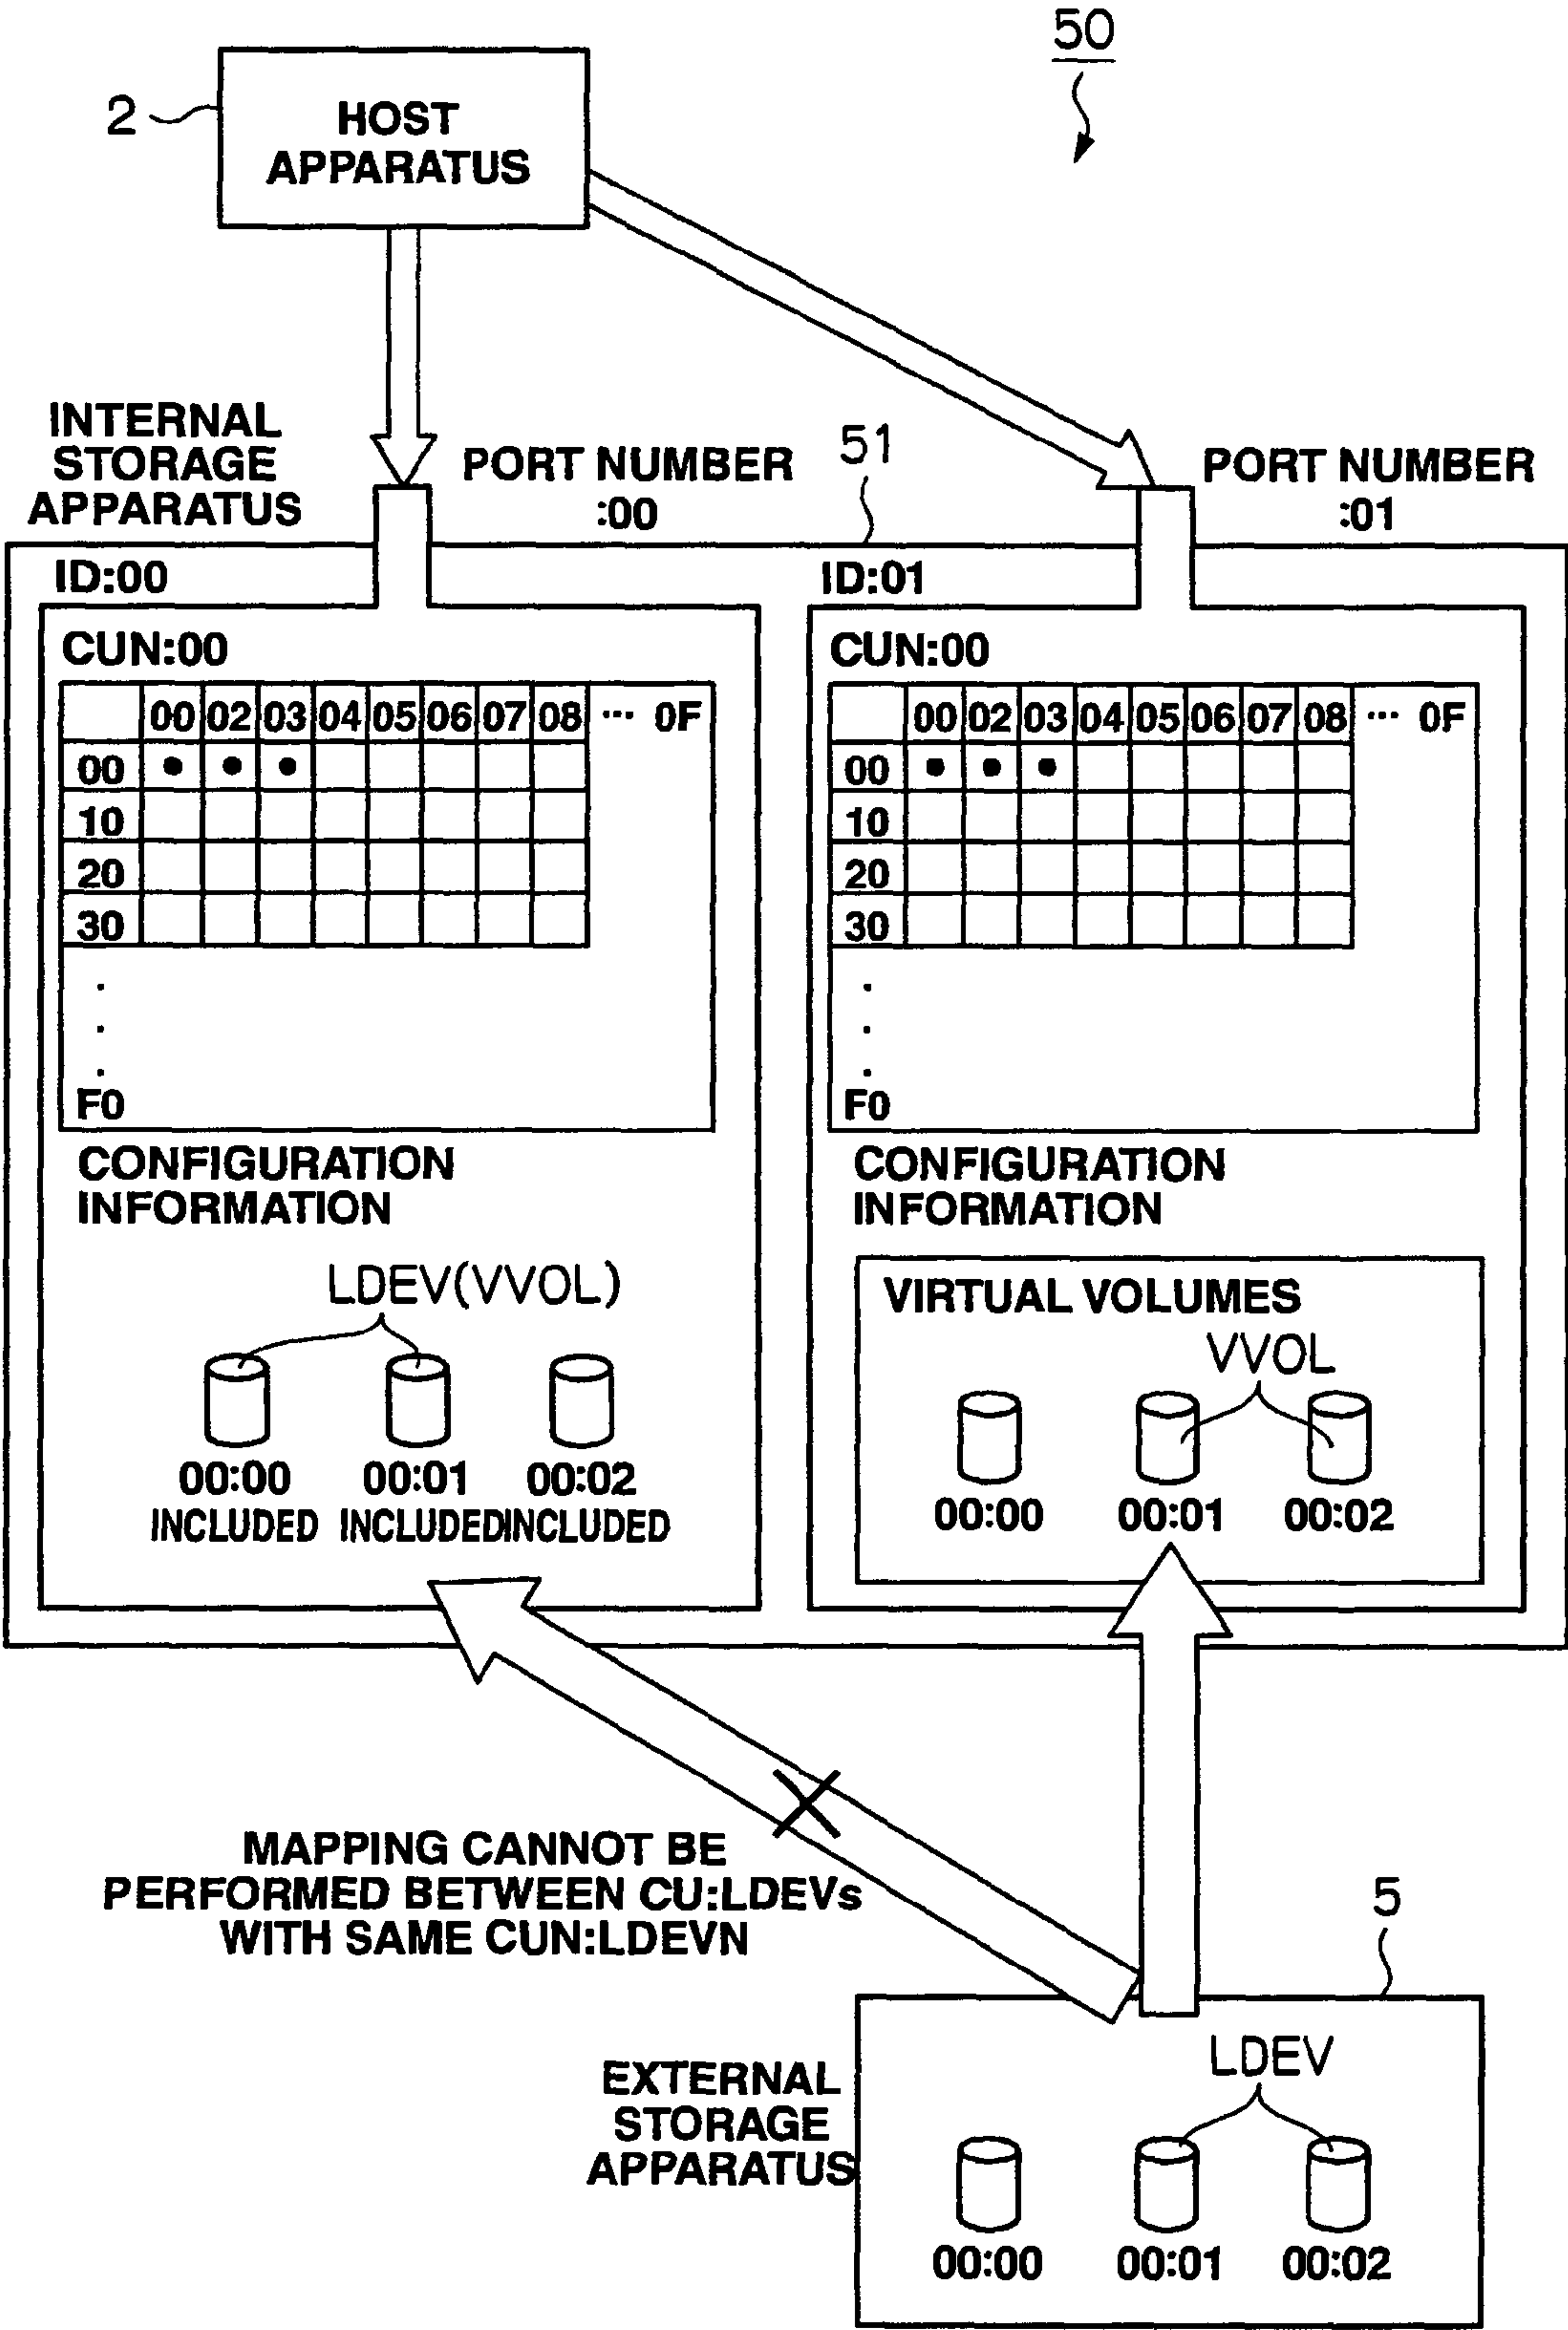 50
2
HOST
APPARATUS
INTERNAL
STORAGE
APPARATUS
PORT NUMBER
:00
51
PORT NUMBER
:01
ID:00
CUN:00
00 02 03 04 05 06 07 08 ... 0F
00 • • •
10
20
30
.
.
.
F0
CONFIGURATION
INFORMATION
LDEV(VVOL)
00:00 00:01 00:02
INCLUDED INCLUDED INCLUDED
ID:01
CUN:00
00 02 03 04 05 06 07 08 ... 0F
00 • • •
10
20
30
.
.
.
F0
CONFIGURATION
INFORMATION
VIRTUAL VOLUMES
VVOL
00:00 00:01 00:02
MAPPING CANNOT BE
PERFORMED BETWEEN CU:LDEVs
WITH SAME CUN:LDEVN
5
EXTERNAL
STORAGE
APPARATUS
LDEV
00:00 00:01 00:02